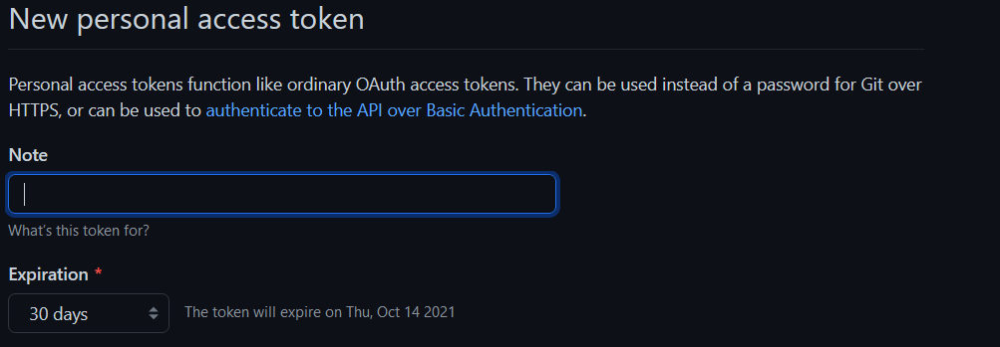 New personal access token
Personal access tokens function like ordinary OAuth access tokens. They can be used instead of a password for Git over
HTTPS, or can be used to authenticate to the API over Basic Authentication.
Note
What's this token for?
Expiration *
30 days The token will expire on Thu, Oct 14 2021